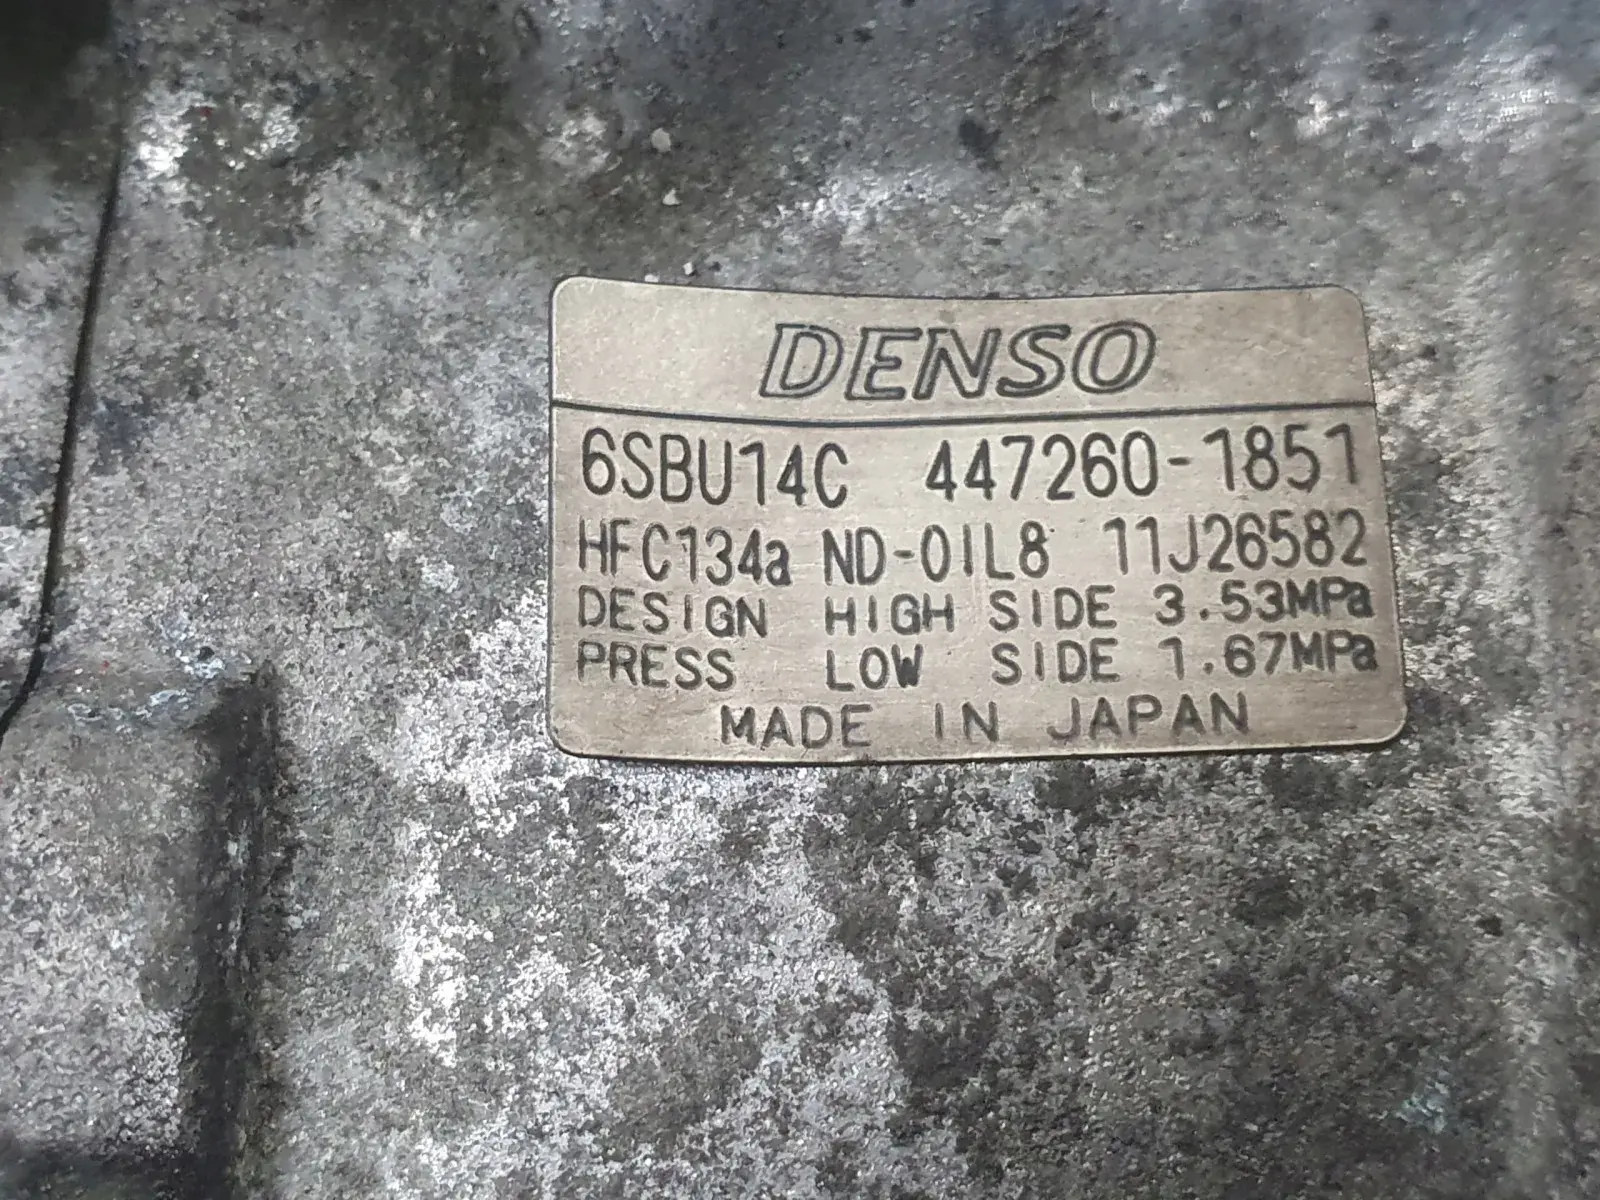 DENSO
6SBU14C 447260-1851
HFC134a ND-OIL8 11J26582
DESIGN HIGH SIDE 3.53MPa
PRESS LOW SIDE 1.67MPa
MADE IN JAPAN